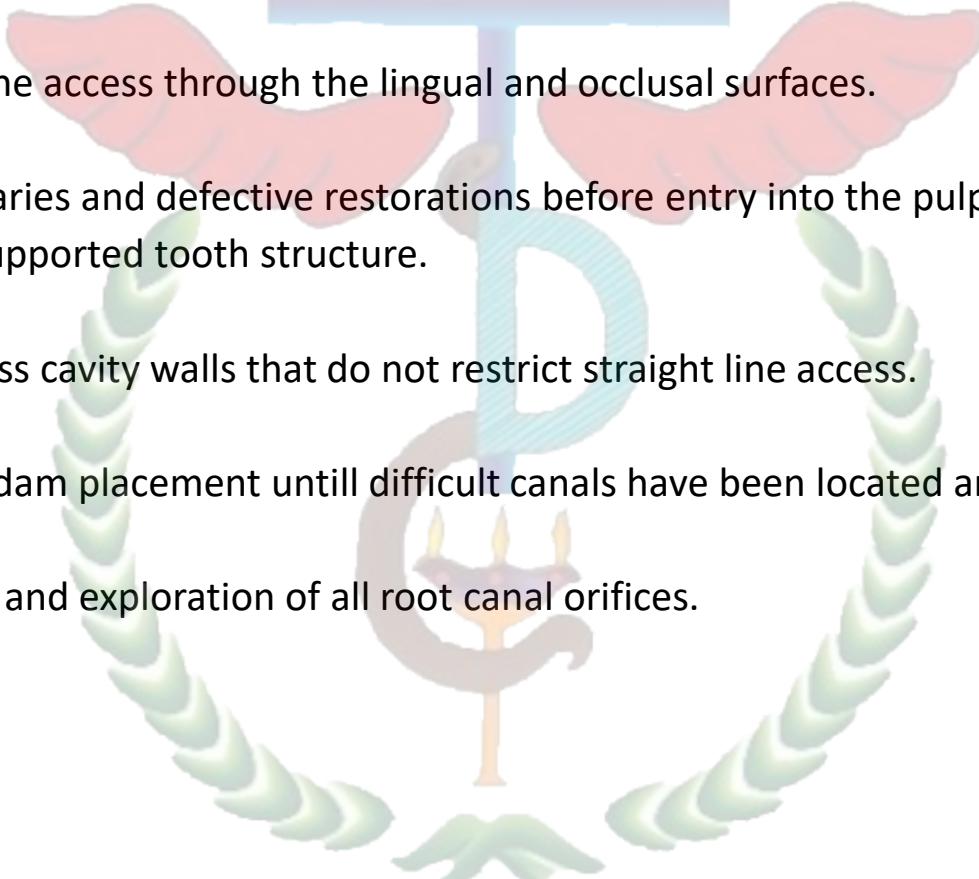 ne access through the lingual and occlusal surfaces.
aries and defective restorations before entry into the pulp
upported tooth structure.
ss cavity walls that do not restrict straight line access.
dam placement untill difficult canals have been located a
and exploration of all root canal orifices.